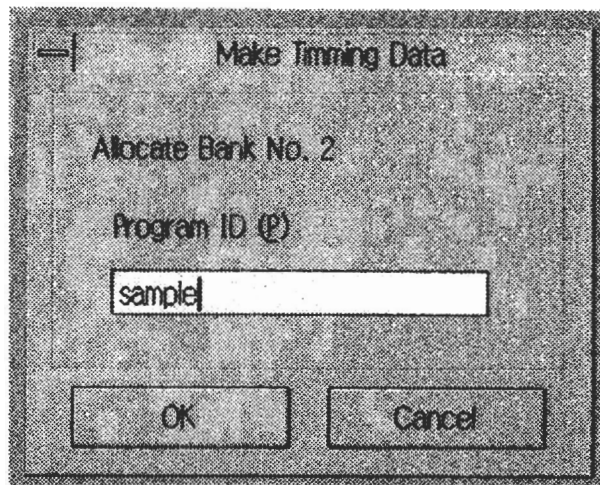 Make Timming Data
Allocate Bank No. 2
Program ID (P)
sample
OK
Cancel